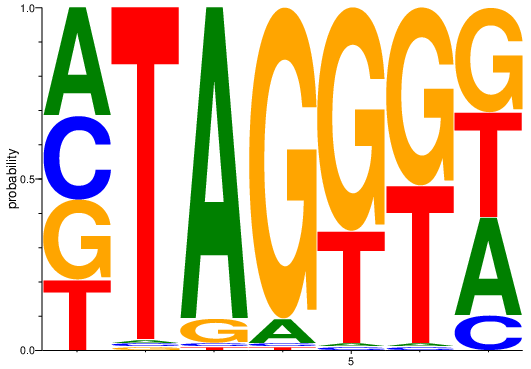 1.0
0.5
0.0
probability
A T A G G G G
C T
G A
T G A T T C
5